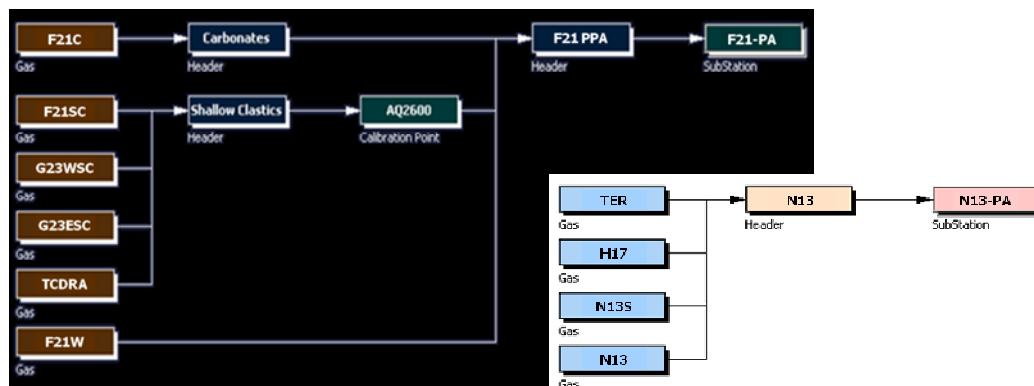 F21C
Gas
Carbonates
Header
F21 PPA
Header
F21-PA
SubStation
F21SC
Gas
Shallow Clastics
Header
AQ2600
Calibration Point
G23WSC
Gas
G23ESC
Gas
TCDRA
Gas
F21W
Gas
TER
Gas
N13
Header
N13-PA
SubStation
H17
Gas
N13S
Gas
N13
Gas